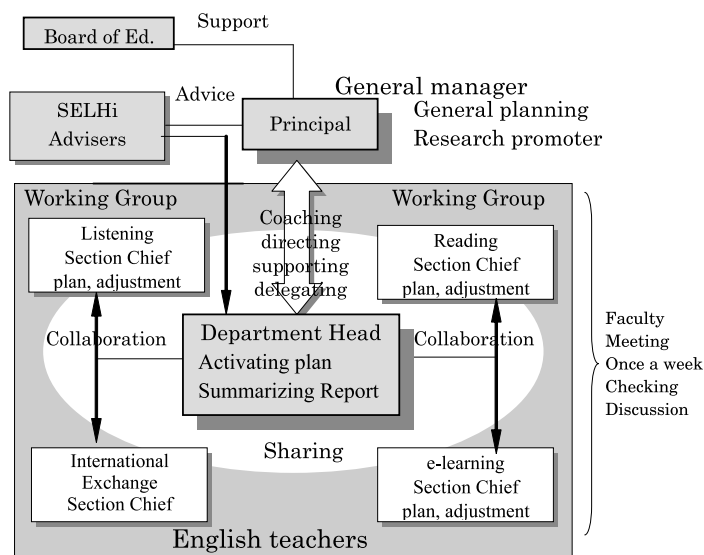 Support
Board of Ed.
General manager
SELHi
Advisers
Advice
Principal
General planning
Research promoter
Working Group
Working Group
Listening
Section Chief
plan, adjustment
Coaching
directing
supporting
delegating
Reading
Section Chief
plan, adjustment
Collaboration
Department Head
Activating plan
Summarizing Report
Collaboration
Faculty
Meeting
Once a week
Checking
Discussion
Sharing
International
Exchange
Section Chief
e-learning
Section Chief
plan, adjustment
English teachers